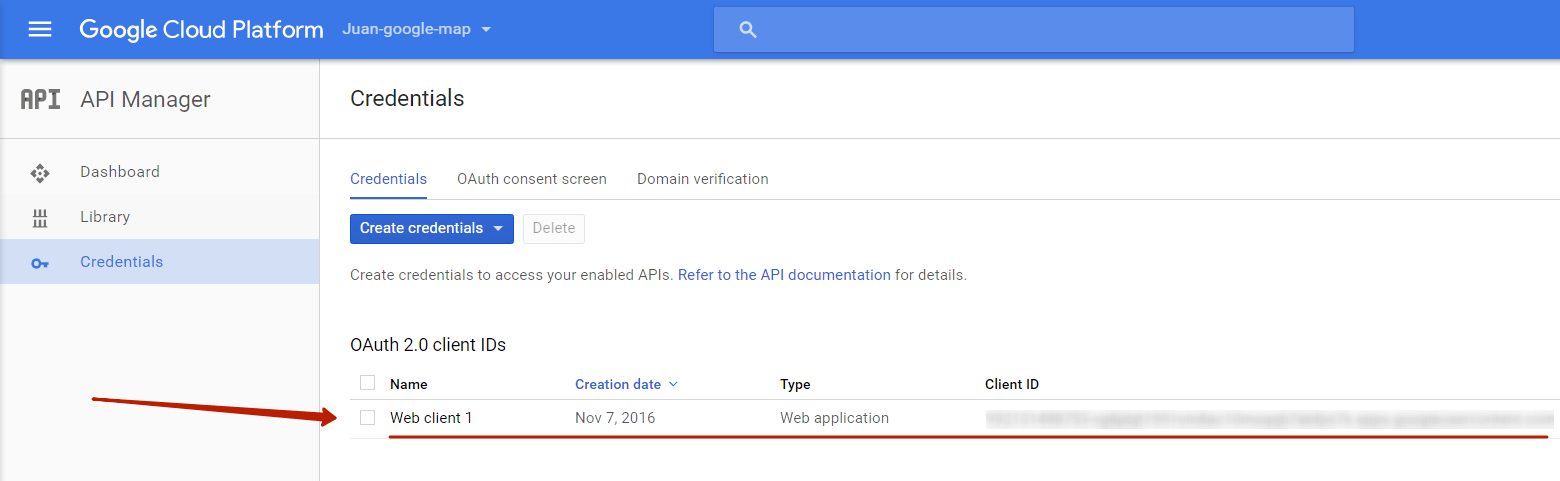 Google Cloud Platform Juan-google-map
API API Manager
Credentials
Dashboard
Library
Credentials
Credentials OAuth consent screen Domain verification
Create credentials Delete
Create credentials to access your enabled APIs. Refer to the API documentation for details.
OAuth 2.0 client IDs
Name Creation date Type Client ID
Web client 1 Nov 7, 2016 Web application